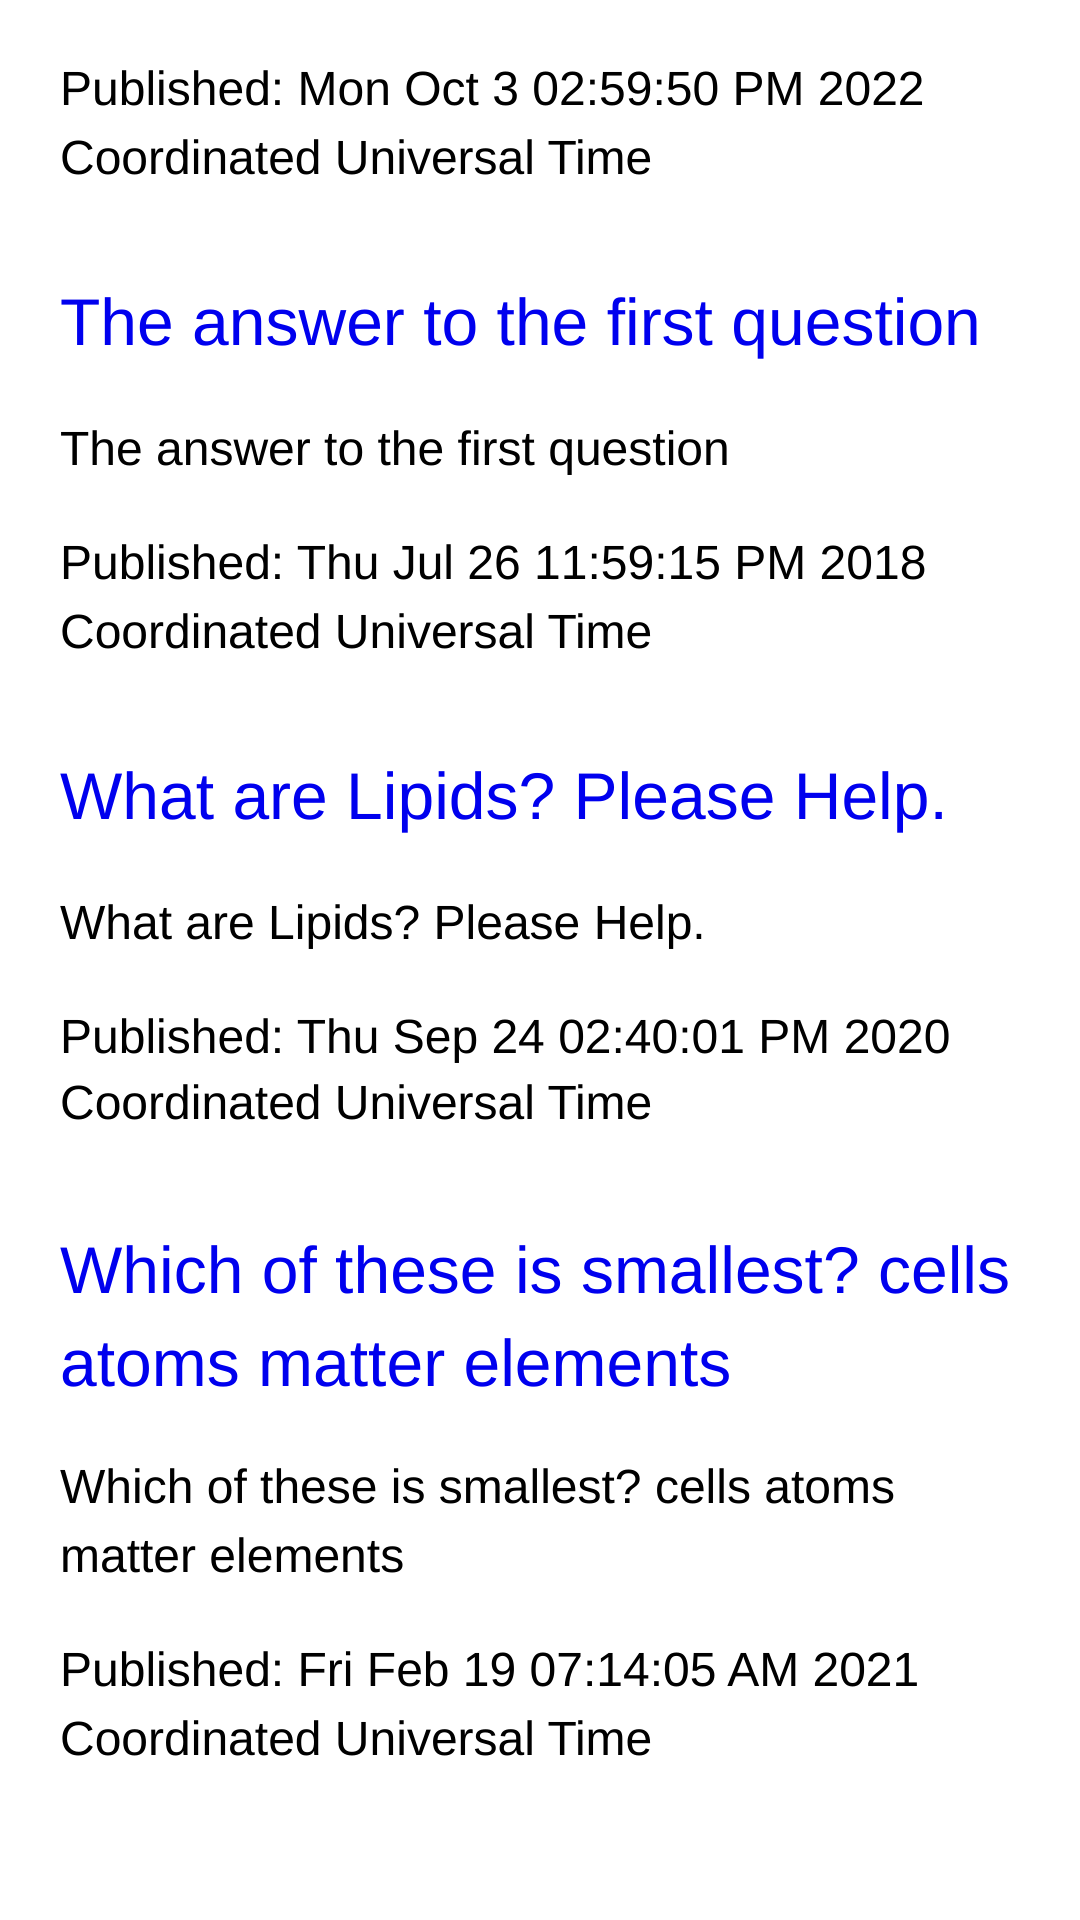 Published: Mon Oct 3 02:59:50 PM 2022
Coordinated Universal Time
The answer to the first question
The answer to the first question
Published: Thu Jul 26 11:59:15 PM 2018
Coordinated Universal Time
What are Lipids? Please Help.
What are Lipids? Please Help.
Published: Thu Sep 24 02:40:01 PM 2020
Coordinated Universal Time
Which of these is smallest? cells
atoms matter elements
Which of these is smallest? cells atoms
matter elements
Published: Fri Feb 19 07:14:05 AM 2021
Coordinated Universal Time